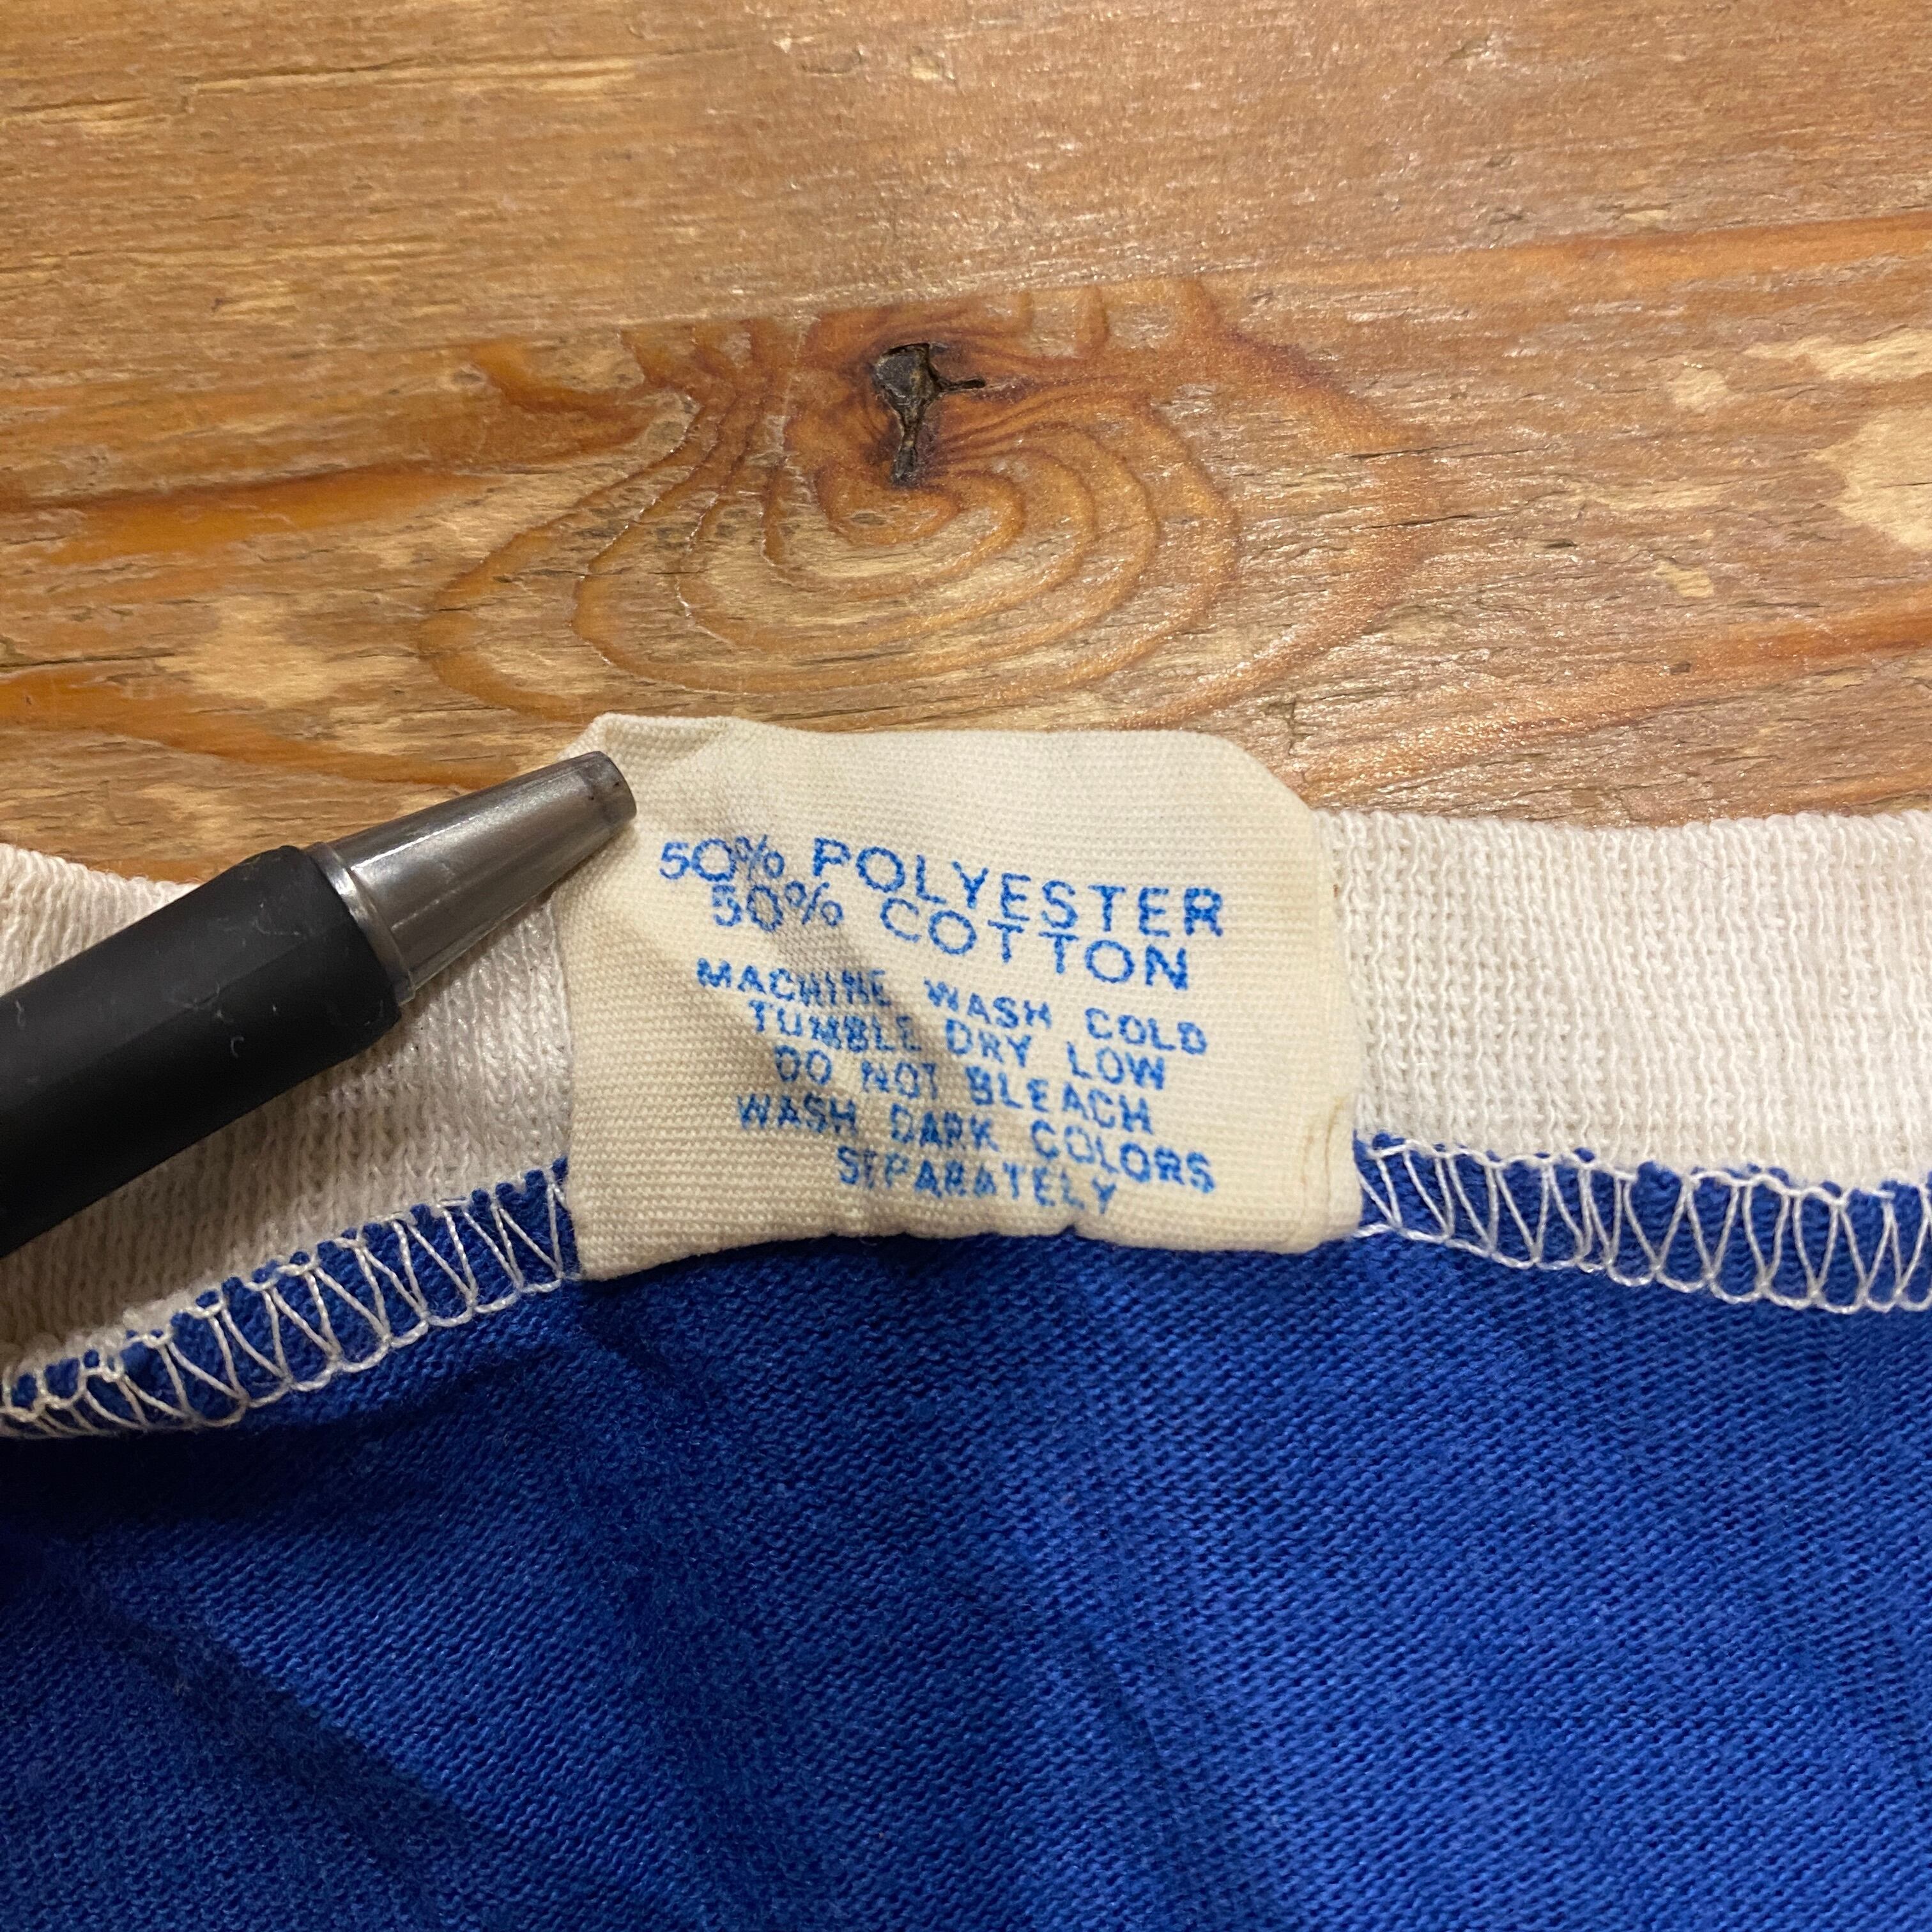 50% POLYESTER
50% COTTON
MACHINE WASH COLD
TUMBLE DRY LOW
DO NOT BLEACH
WASH DARK COLORS
SEPARATELY